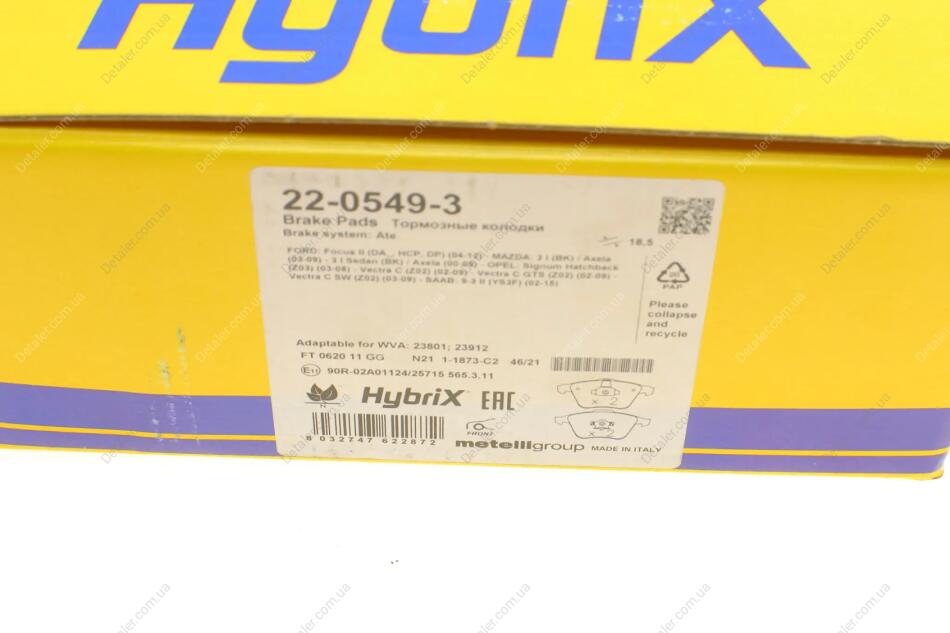 HybriX
22-0549-3
Brake Pads Тормозные колодки
Brake system: Ate
18,5
FORD: Focus II (DA_, HCP, DP) (04-12) - MAZDA: 3 I (BK) / Axela
(03-09) - 3 I Sedan (BK) / Axela - OPEL: Signum Hatchback
(Z03) (03-08) - Vectra C (Z02) (02-09) - Vectra C GTS (Z02) (02-09) -
Vectra C SW (Z02) (03-09) - SAAB: 9-3 II (YS3F) (02-15)
20
PAP
Please
collapse
and
recycle
Adaptable for WVA: 23801; 23912
FT 0620 11 GG N21 1-1873-C2 46/21
E11 90R-02A01124/25715 565.3.11
HybriX EAC
x 2
x 2
8 032747 622872
FRONT
metelligroup MADE IN ITALY
Detaler.com.ua